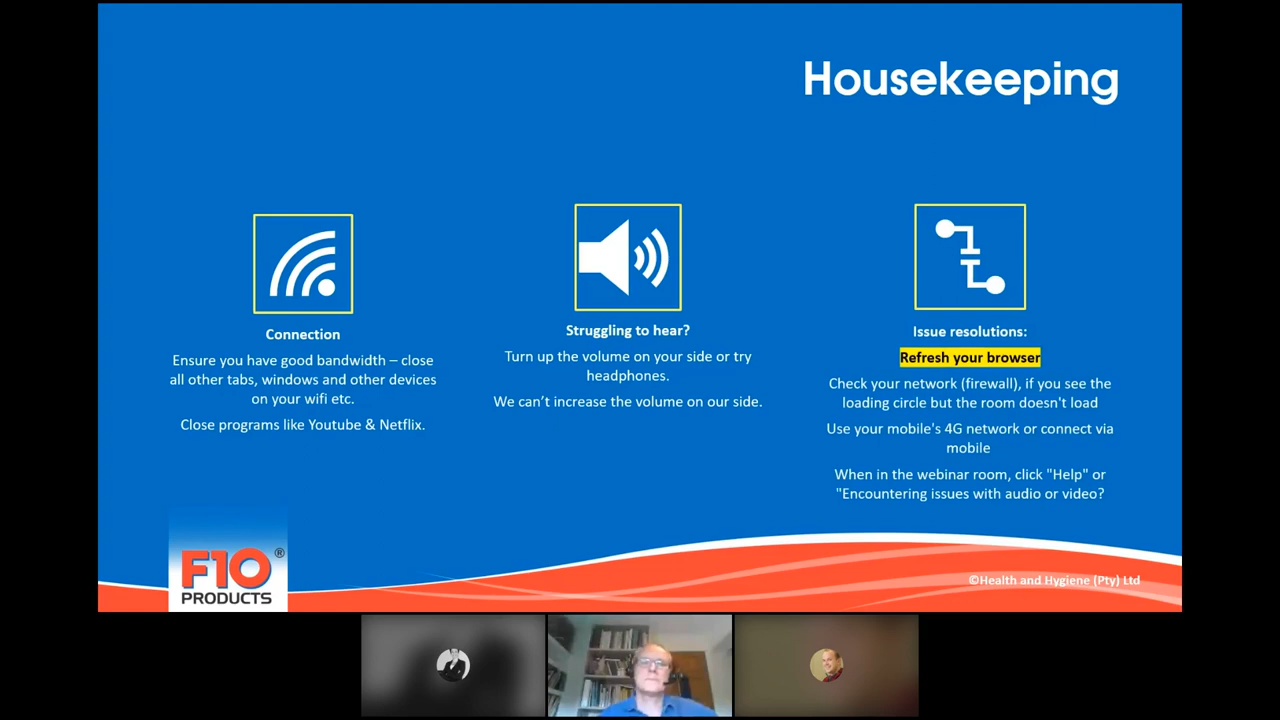 Housekeeping
Connection
Ensure you have good bandwidth – close
all other tabs, windows and other devices
on your wifi etc.
Close programs like Youtube & Netflix.
Struggling to hear?
Turn up the volume on your side or try
headphones.
We can't increase the volume on our side.
Issue resolutions:
Refresh your browser
Check your network (firewall), if you see the
loading circle but the room doesn't load
Use your mobile's 4G network or connect via
mobile
When in the webinar room, click "Help" or
"Encountering issues with audio or video?
F10®
PRODUCTS
©Health and Hygiene (Pty) Ltd